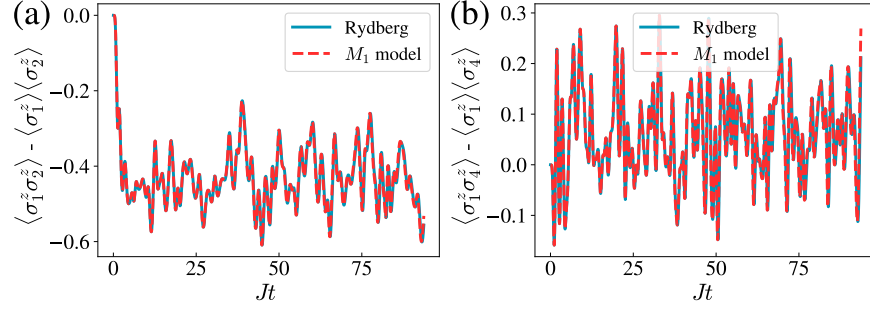 (a)
0.0
−0.2
−0.4
−0.6
⟨σ₁ᶻσ₂ᶻ⟩ - ⟨σ₁ᶻ⟩⟨σ₂ᶻ⟩
Rydberg
M₁ model
0 25 50 75
Jt
(b)
0.3
0.2
0.1
0.0
−0.1
⟨σ₁ᶻσ₄ᶻ⟩ - ⟨σ₁ᶻ⟩⟨σ₄ᶻ⟩
Rydberg
M₁ model
0 25 50 75
Jt